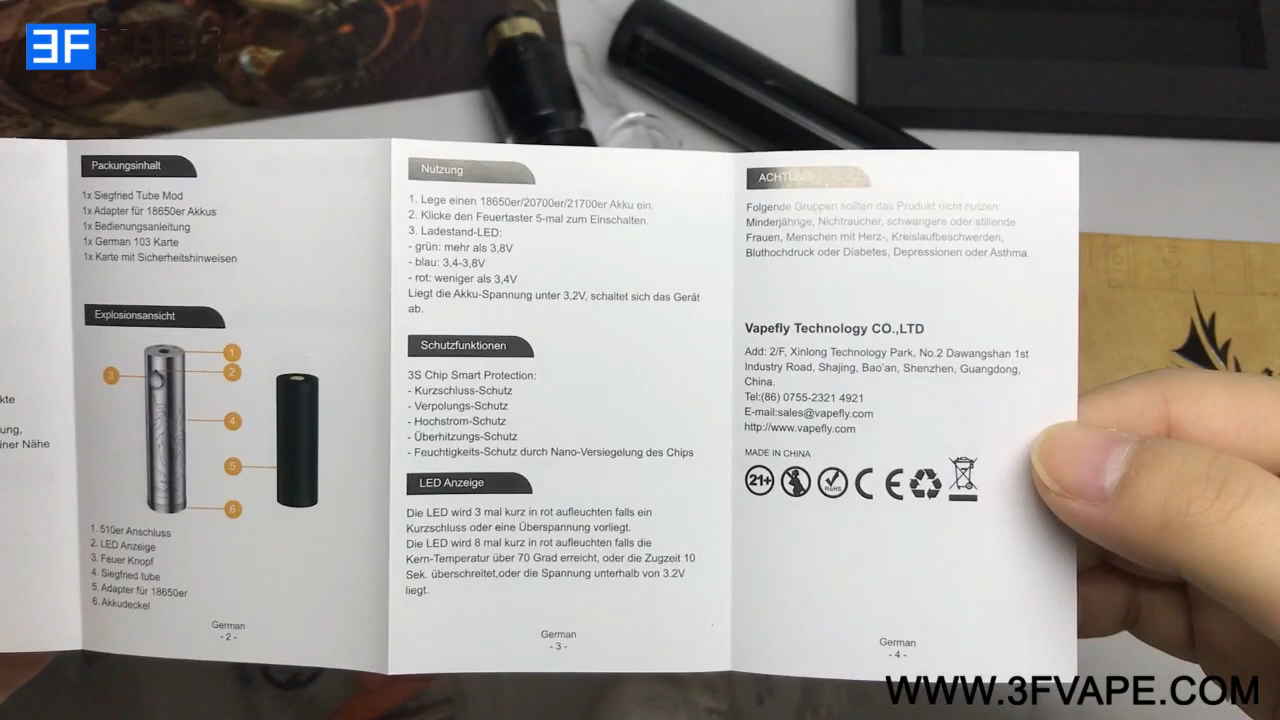 3F
kte
ung,
iner Nähe
Packungsinhalt
1x Siegfried Tube Mod
1x Adapter für 18650er Akkus
1x Bedienungsanleitung
1x German 103 Karte
1x Karte mit Sicherheitshinweisen
Explosionsansicht
1
2
3
4
5
6
1. 510er Anschluss
2. LED Anzeige
3. Feuer Knopf
4. Siegfried tube
5. Adapter für 18650er
6. Akkudeckel
German
- 2 -
Nutzung
1. Lege einen 18650er/20700er/21700er Akku ein.
2. Klicke den Feuertaster 5-mal zum Einschalten.
3. Ladestand-LED:
- grün: mehr als 3,8V
- blau: 3,4-3,8V
- rot: weniger als 3,4V
Liegt die Akku-Spannung unter 3,2V, schaltet sich das Gerät
ab.
Schutzfunktionen
3S Chip Smart Protection:
- Kurzschluss-Schutz
- Verpolungs-Schutz
- Hochstrom-Schutz
- Überhitzungs-Schutz
- Feuchtigkeits-Schutz durch Nano-Versiegelung des Chips
LED Anzeige
Die LED wird 3 mal kurz in rot aufleuchten falls ein
Kurzschluss oder eine Überspannung vorliegt.
Die LED wird 8 mal kurz in rot aufleuchten falls die
Kern-Temperatur über 70 Grad erreicht, oder die Zugzeit 10
Sek. überschreitet,oder die Spannung unterhalb von 3.2V
liegt.
German
- 3 -
ACHTUNG
Folgende Gruppen sollten das Produkt nicht nutzen:
Minderjährige, Nichtraucher, schwangere oder stillende
Frauen, Menschen mit Herz-, Kreislaufbeschwerden,
Bluthochdruck oder Diabetes, Depressionen oder Asthma.
Vapefly Technology CO.,LTD
Add: 2/F, Xinlong Technology Park, No.2 Dawangshan 1st
Industry Road, Shajing, Bao'an, Shenzhen, Guangdong,
China.
Tel:(86) 0755-2321 4921
E-mail:sales@vapefly.com
http://www.vapefly.com
MADE IN CHINA
21+ RoHS CE
German
- 4 -
WWW.3FVAPE.COM